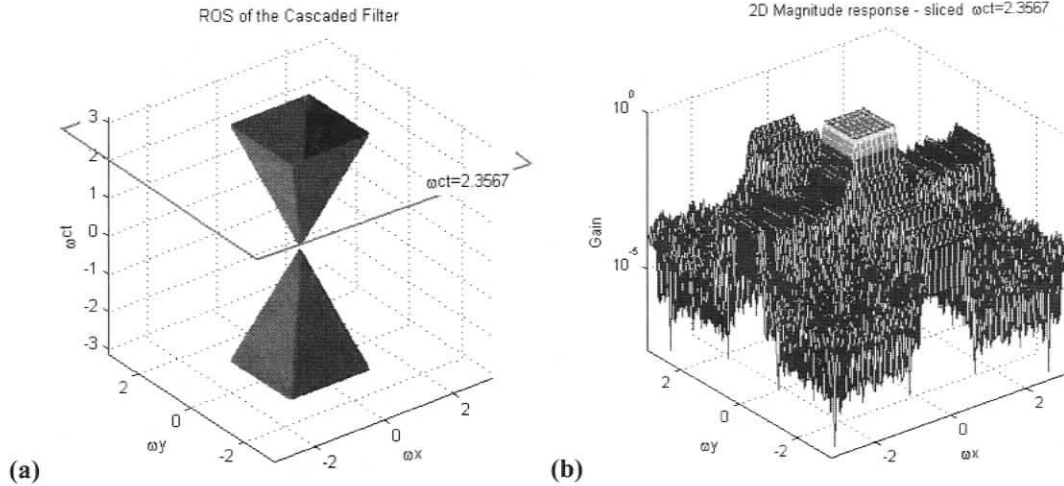 ROS of the Cascaded Filter
3
2
1
0
-1
-2
-3
ωct
ωct=2.3567
2
0
-2
ωy
-2
0
2
ωx
(a)
2D Magnitude response - sliced ωct=2.3567
10^0
10^-5
Gain
2
0
-2
ωy
-2
0
2
ωx
(b)